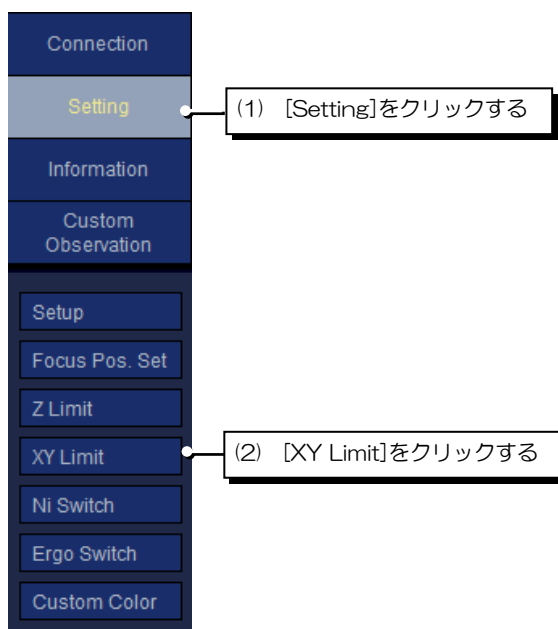 Connection
Setting
(1) [Setting]をクリックする
Information
Custom
Observation
Setup
Focus Pos. Set
Z Limit
XY Limit
(2) [XY Limit]をクリックする
Ni Switch
Ergo Switch
Custom Color